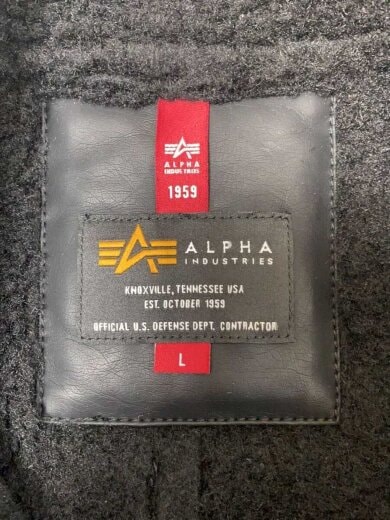 ALPHA
INDUSTRIES
1959
ALPHA
INDUSTRIES
KNOXVILLE, TENNESSEE USA
EST. OCTOBER 1959
OFFICIAL U.S. DEFENSE DEPT. CONTRACTOR
L